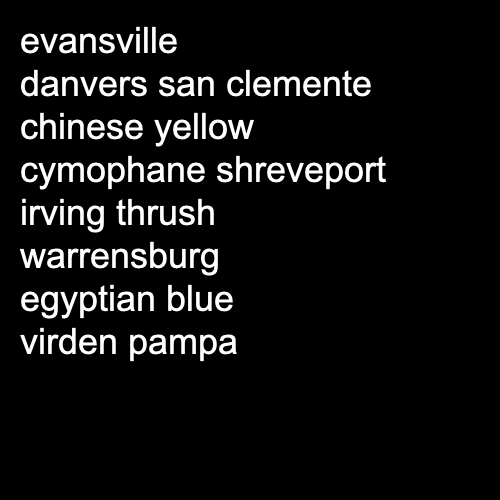 evansville
danvers san clemente
chinese yellow
cymophane shreveport
irving thrush
warrensburg
egyptian blue
virden pampa